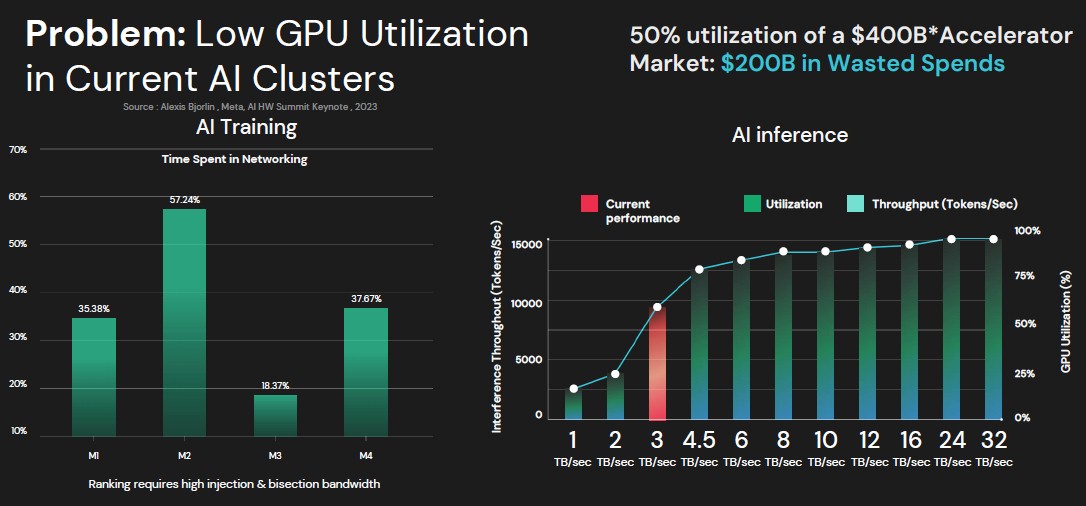 Problem: Low GPU Utilization
in Current AI Clusters
Source : Alexis Bjorlin , Meta, AI HW Summit Keynote , 2023
50% utilization of a $400B*Accelerator
Market: $200B in Wasted Spends
AI Training
Time Spent in Networking
70%
60%
50%
40%
30%
20%
10%
35.38%
57.24%
18.37%
37.67%
M1
M2
M3
M4
Ranking requires high injection & bisection bandwidth
AI inference
Current
performance
Utilization
Throughput (Tokens/Sec)
Interference Throughout (Tokens/Sec)
15000
10000
5000
0
100%
75%
50%
25%
0%
GPU Utilization (%)
1 2 3 4.5 6 8 10 12 16 24 32
TB/sec TB/sec TB/sec TB/sec TB/sec TB/sec TB/sec TB/sec TB/sec TB/sec TB/sec